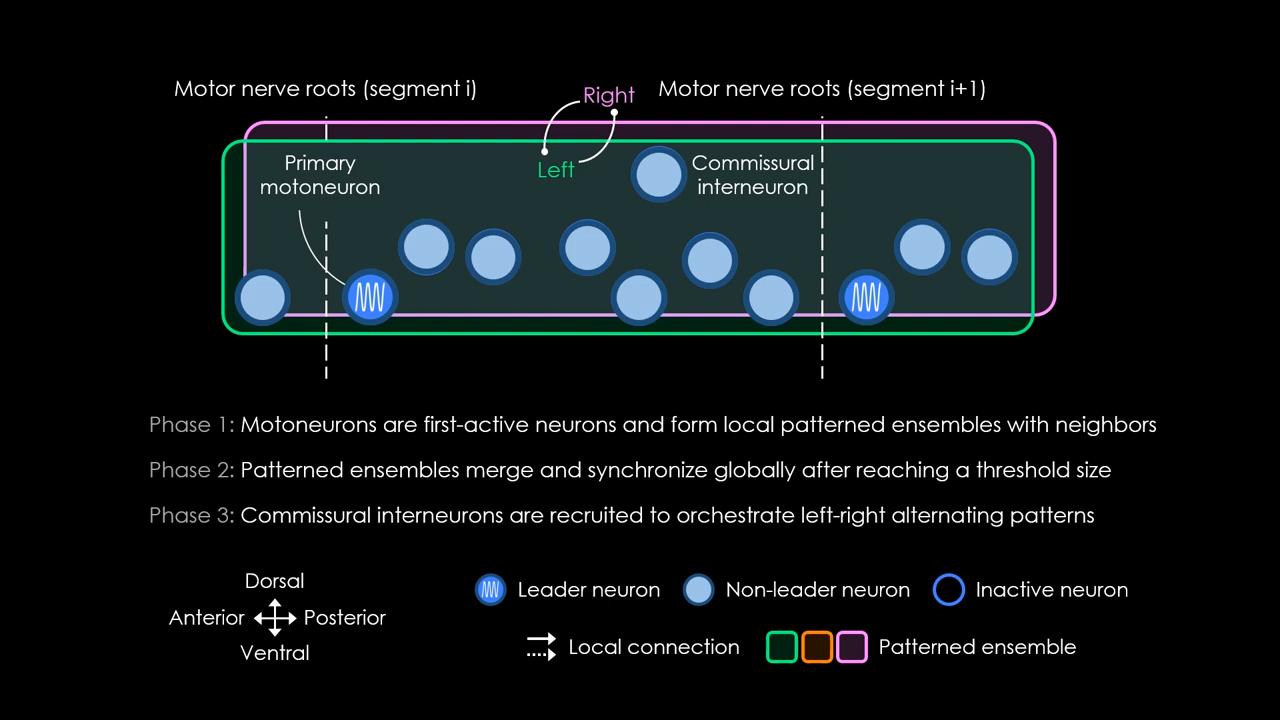 Motor nerve roots (segment i)
Right
Motor nerve roots (segment i+1)
Primary
motoneuron
Left
Commissural
interneuron
Phase 1: Motoneurons are first-active neurons and form local patterned ensembles with neighbors
Phase 2: Patterned ensembles merge and synchronize globally after reaching a threshold size
Phase 3: Commissural interneurons are recruited to orchestrate left-right alternating patterns
Dorsal
Anterior
Posterior
Ventral
Leader neuron
Non-leader neuron
Inactive neuron
Local connection
Patterned ensemble